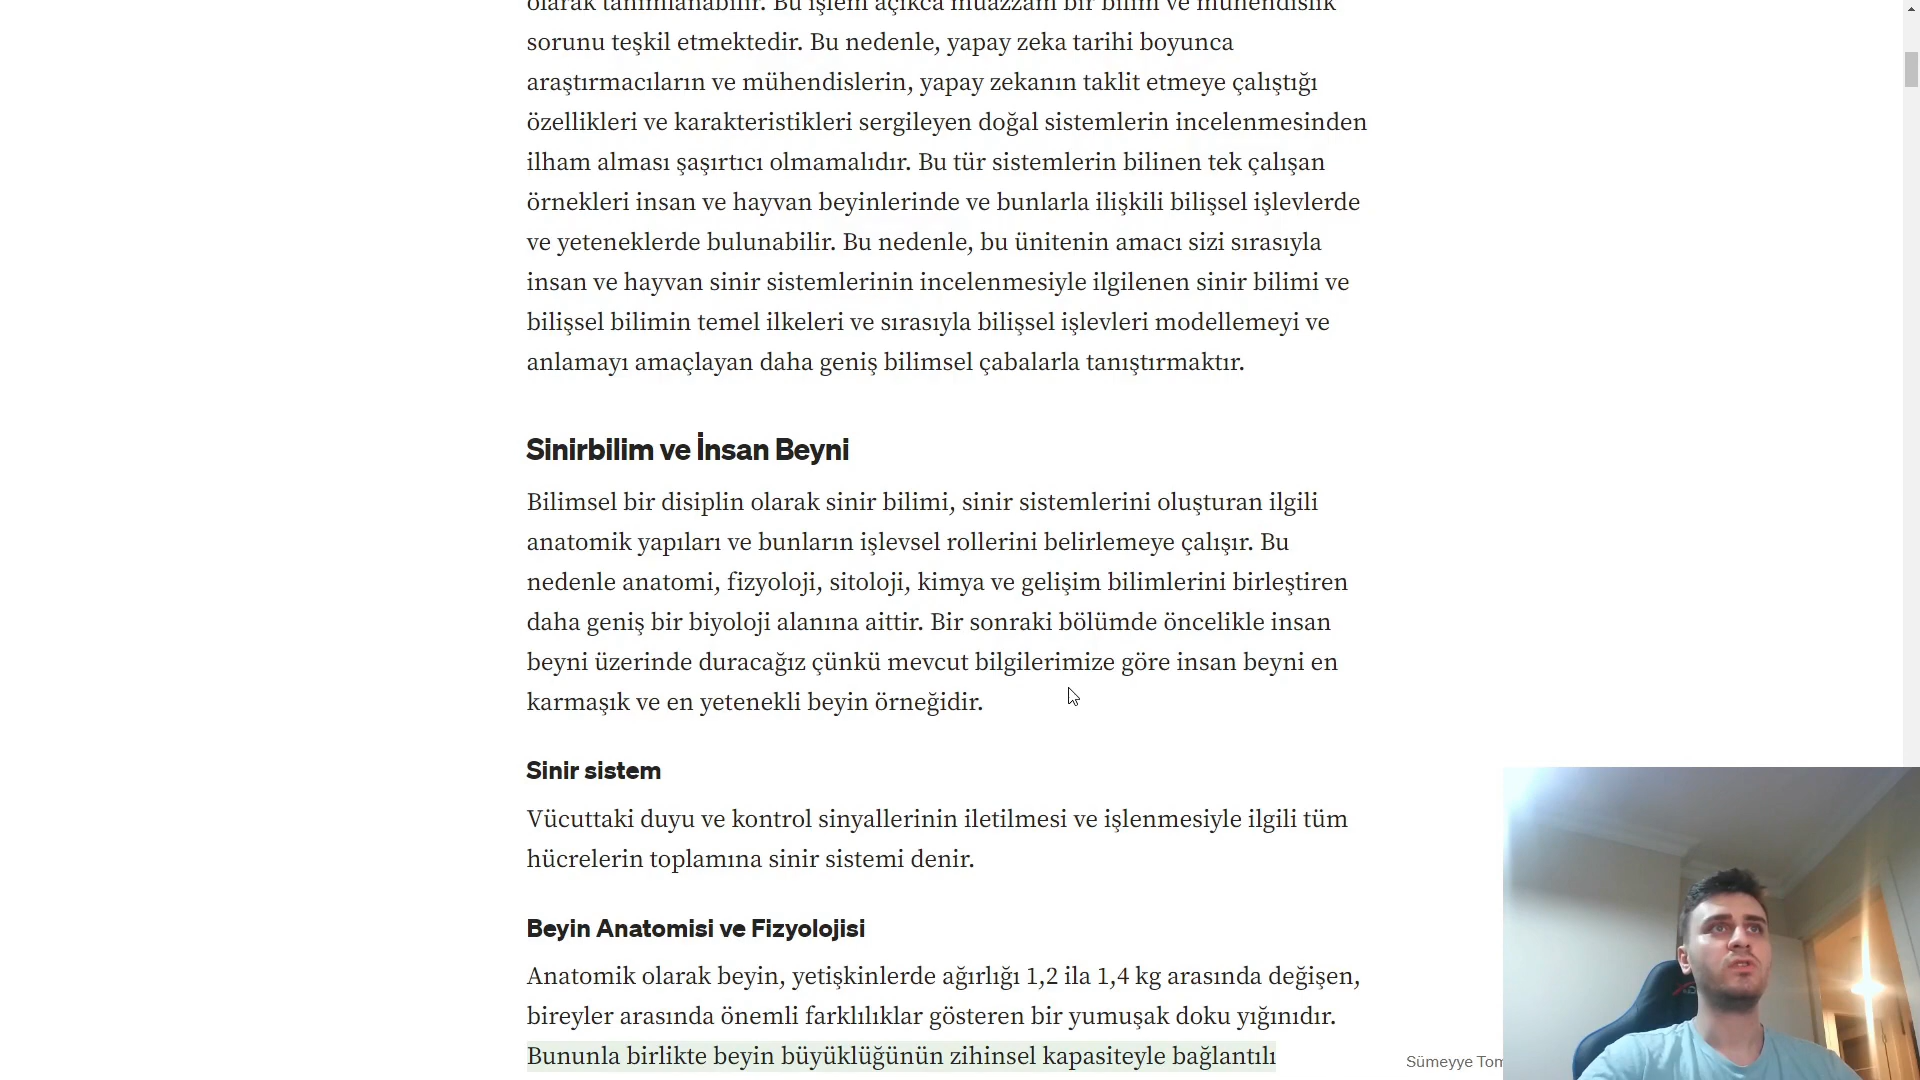 olarak tanımlanabilir. Bu işlem açıkca muazzam bir bilim ve mühendislik
sorunu teşkil etmektedir. Bu nedenle, yapay zeka tarihi boyunca
araştırmacıların ve mühendislerin, yapay zekanın taklit etmeye çalıştığı
özellikleri ve karakteristikleri sergileyen doğal sistemlerin incelenmesinden
ilham alması şaşırtıcı olmamalıdır. Bu tür sistemlerin bilinen tek çalışan
örnekleri insan ve hayvan beyinlerinde ve bunlarla ilişkili bilişsel işlevlerde
ve yeteneklerde bulunabilir. Bu nedenle, bu ünitenin amacı sizi sırasıyla
insan ve hayvan sinir sistemlerinin incelenmesiyle ilgilenen sinir bilimi ve
bilişsel bilimin temel ilkeleri ve sırasıyla bilişsel işlevleri modellemeyi ve
anlamayı amaçlayan daha geniş bilimsel çabalarla tanıştırmaktır.
Sinirbilim ve İnsan Beyni
Bilimsel bir disiplin olarak sinir bilimi, sinir sistemlerini oluşturan ilgili
anatomik yapıları ve bunların işlevsel rollerini belirlemeye çalışır. Bu
nedenle anatomi, fizyoloji, sitoloji, kimya ve gelişim bilimlerini birleştiren
daha geniş bir biyoloji alanına aittir. Bir sonraki bölümde öncelikle insan
beyni üzerinde duracağız çünkü mevcut bilgilerimize göre insan beyni en
karmaşık ve en yetenekli beyin örneğidir.
Sinir sistem
Vücuttaki duyu ve kontrol sinyallerinin iletilmesi ve işlenmesiyle ilgili tüm
hücrelerin toplamına sinir sistemi denir.
Beyin Anatomisi ve Fizyolojisi
Anatomik olarak beyin, yetişkinlerde ağırlığı 1,2 ila 1,4 kg arasında değişen,
bireyler arasında önemli farklılıklar gösteren bir yumuşak doku yığınıdır.
Bununla birlikte beyin büyüklüğünün zihinsel kapasiteyle bağlantılı
Sümeyye